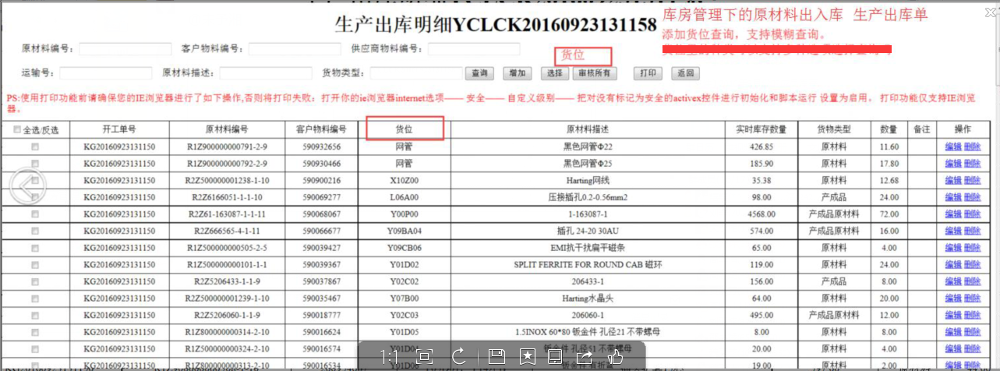 生产出库明细YCLCK20160923131158
库房管理下的原材料出入库 生产出库单
添加货位查询，支持模糊查询。
原材料编号： 客户物料编号： 供应商物料编号：
货位
运输号： 原材料描述： 货物类型： 查询 增加 选择 审核所有 打印 返回
PS:使用打印功能前请确保您的IE浏览器进行了如下操作,否则将打印失败：打开你的ie浏览器internet选项—— 安全—— 自定义级别—— 把对没有标记为安全的activex控件进行初始化和脚本运行 设置为启用。 打印功能仅支持IE浏览
器。
全选/反选 开工单号 原材料编号 客户物料编号 货位 原材料描述 实时库存数量 货物类型 数量 备注 操作
KG20160923131150 R1Z900000000791-2-9 590932656 网管 黑色网管Φ22 426.85 原材料 11.60 编辑 删除
KG20160923131150 R1Z900000000792-2-9 590930466 网管 黑色网管Φ25 185.90 原材料 17.80 编辑 删除
KG20160923131150 R2Z500000001238-1-10 590900216 X10Z00 Harting网线 35.38 原材料 12.68 编辑 删除
KG20160923131150 R2Z6166051-1-1-10 590069277 L06A00 压接插孔0.2-0.56mm2 98.00 产成品 24.00 编辑 删除
KG20160923131150 R2Z61-163087-1-1-11 590068067 Y00P00 1-163087-1 4568.00 产成品原材料 72.00 编辑 删除
KG20160923131150 R2Z666565-4-1-11 590066677 Y09BA04 插孔 24-20 30AU 574.00 产成品原材料 16.00 编辑 删除
KG20160923131150 R1Z500000000505-2-5 590039427 Y09CB06 EMI抗干扰扁平磁条 65.00 原材料 4.00 编辑 删除
KG20160923131150 R1Z500000000101-1-1 590039367 Y01D02 SPLIT FERRITE FOR ROUND CAB 磁环 119.00 原材料 24.00 编辑 删除
KG20160923131150 R2Z5206433-1-1-9 590037867 Y02C02 206433-1 156.00 产成品 8.00 编辑 删除
KG20160923131150 R2Z500000001239-1-10 590035467 Y07B00 Harting水晶头 64.00 原材料 20.00 编辑 删除
KG20160923131150 R2Z5206060-1-1-9 590018777 Y02C03 206060-1 495.00 产成品原材料 12.00 编辑 删除
KG20160923131150 R1Z800000000314-2-10 590016624 Y01D05 1.5INOX 60*80 钣金件 孔径21 不带螺母 8.00 原材料 8.00 编辑 删除
KG20160923131150 R1Z500000000324-2-10 590016574 Y01D04 钣金件 孔径51 不带螺母 20.00 原材料 4.00 编辑 删除
KG20160923131150 R1Z800000000313-2-10 590016534 Y01D06 钣金件 19.00 原材料 2.00 编辑 删除
1:1